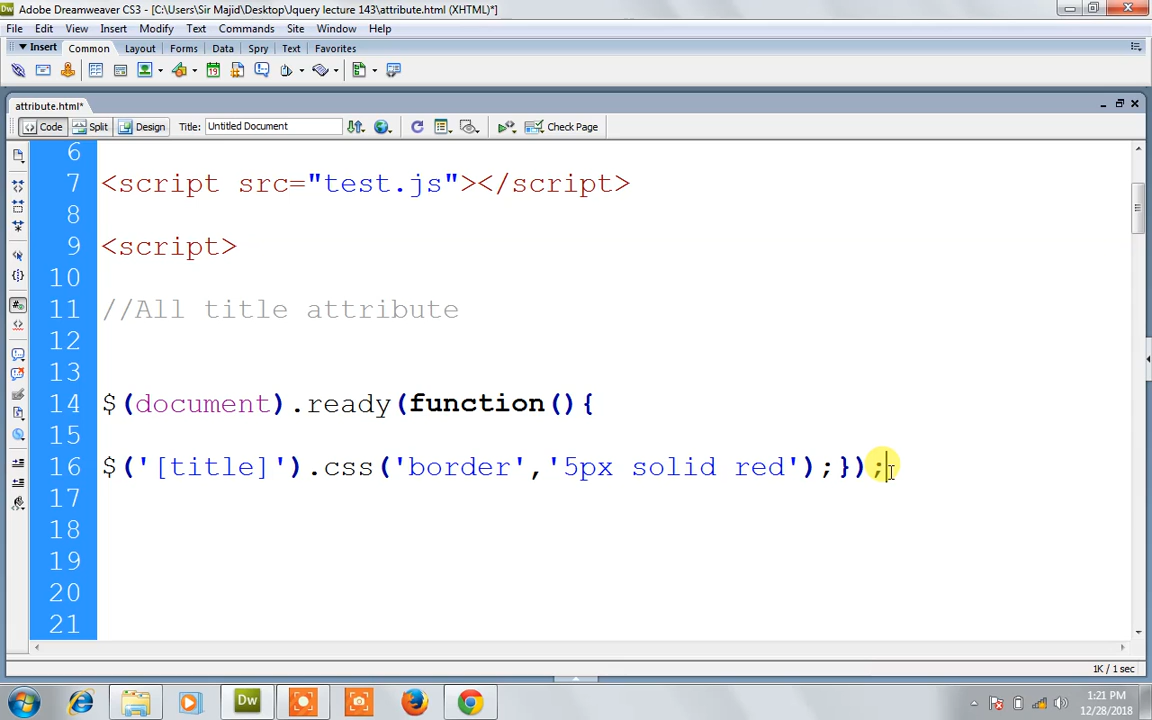 Adobe Dreamweaver CS3 - [C:\Users\Sir Majid\Desktop\Jquery lecture 143\attribute.html (XHTML)*]
File Edit View Insert Modify Text Commands Site Window Help
Insert Common Layout Forms Data Spry Text Favorites
attribute.html*
Code Split Design Title: Untitled Document Check Page
6
7 <script src="test.js"></script>
8
9 <script>
10
11 //All title attribute
12
13
14 $(document).ready(function(){
15
16 $('[title]').css('border','5px solid red');});
17
18
19
20
21
1K / 1 sec
Dw
1:21 PM
12/28/2018